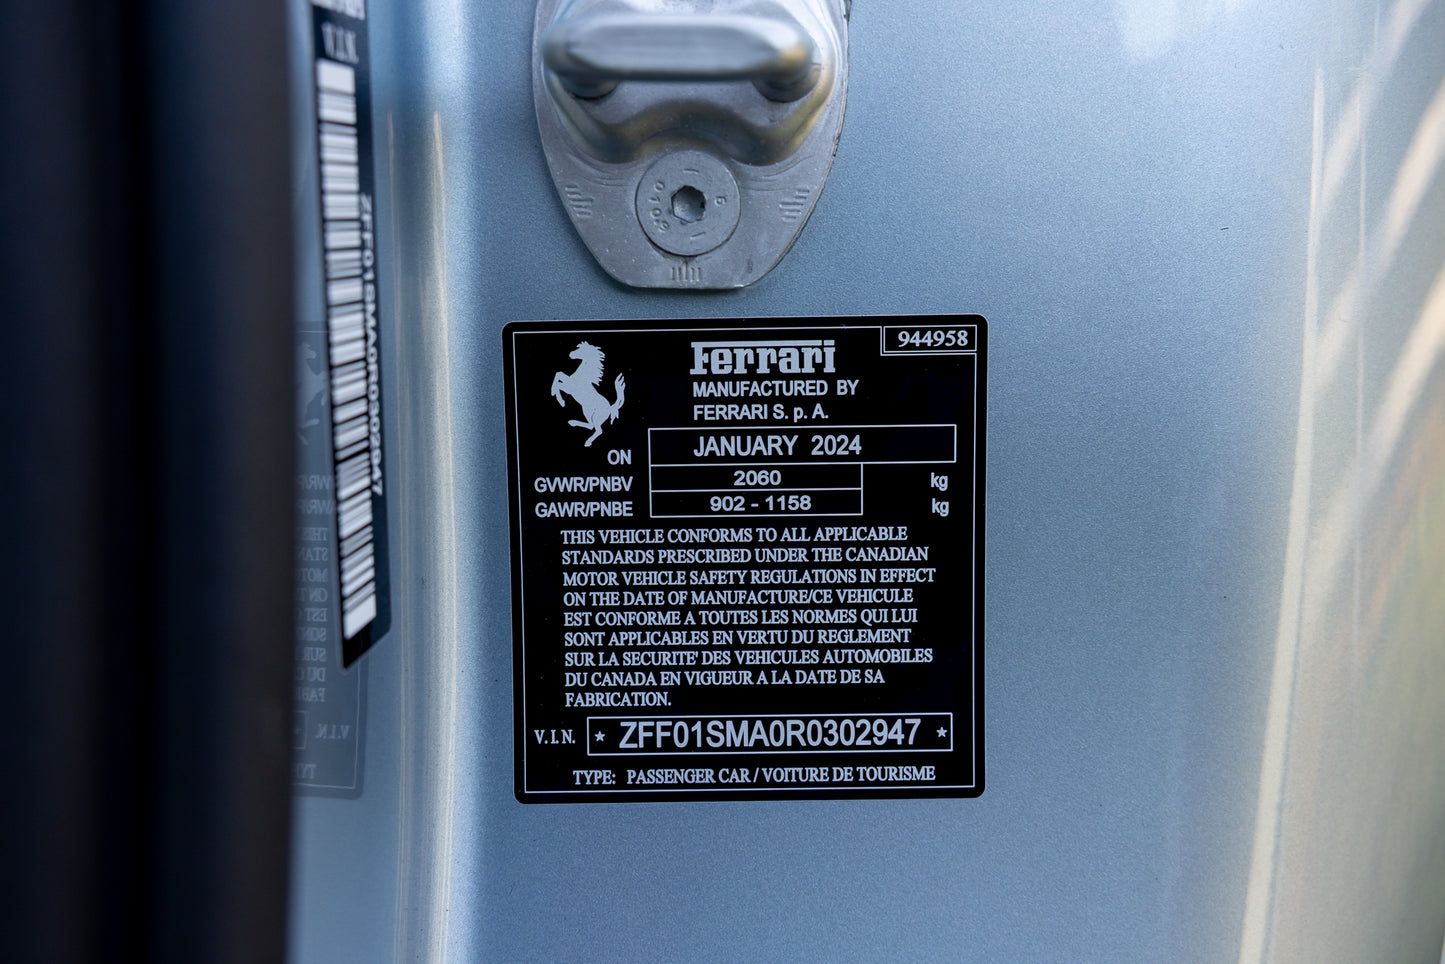 944958
Ferrari
MANUFACTURED BY
FERRARI S. p. A.
ON JANUARY 2024
GVWR/PNBV 2060 kg
GAWR/PNBE 902 - 1158 kg
THIS VEHICLE CONFORMS TO ALL APPLICABLE
STANDARDS PRESCRIBED UNDER THE CANADIAN
MOTOR VEHICLE SAFETY REGULATIONS IN EFFECT
ON THE DATE OF MANUFACTURE/CE VEHICULE
EST CONFORME A TOUTES LES NORMES QUI LUI
SONT APPLICABLES EN VERTU DU REGLEMENT
SUR LA SECURITE' DES VEHICULES AUTOMOBILES
DU CANADA EN VIGUEUR A LA DATE DE SA
FABRICATION.
V.I.N. * ZFF01SMA0R0302947 *
TYPE: PASSENGER CAR / VOITURE DE TOURISME
ZFF01SMA0R0302947